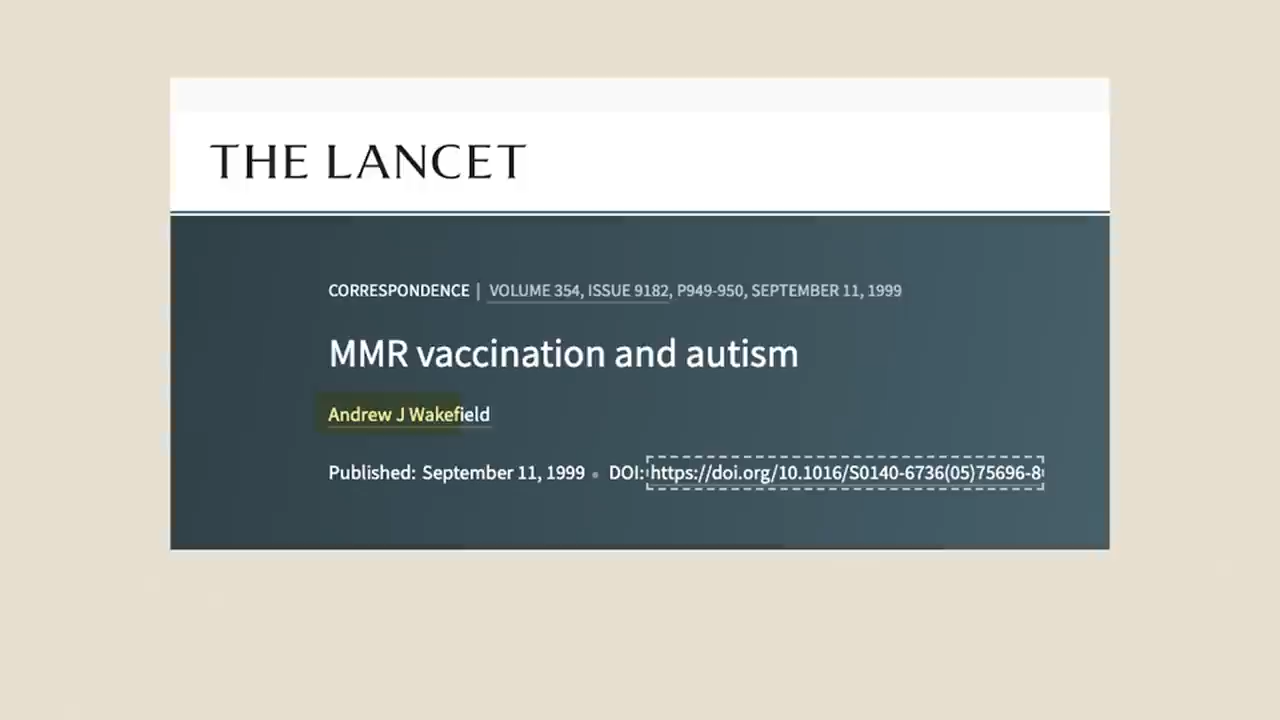 THE LANCET
CORRESPONDENCE | VOLUME 354, ISSUE 9182, P949-950, SEPTEMBER 11, 1999
MMR vaccination and autism
Andrew J Wakefield
Published: September 11, 1999 • DOI: https://doi.org/10.1016/S0140-6736(05)75696-8